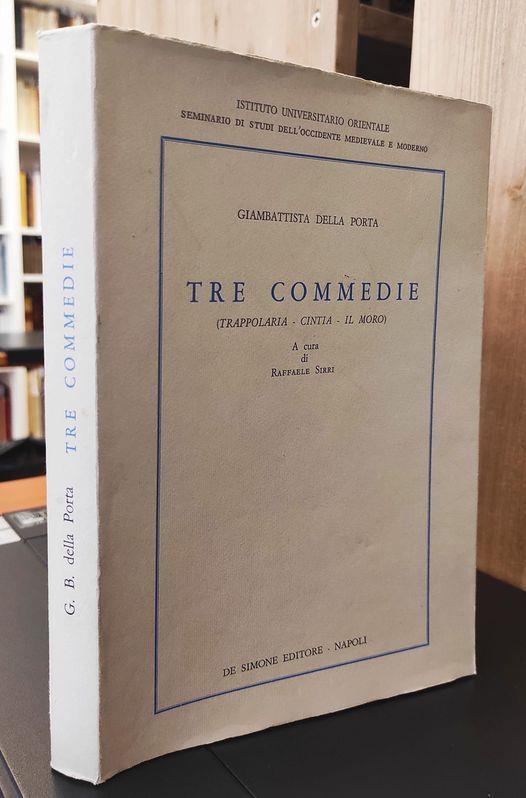 ISTITUTO UNIVERSITARIO ORIENTALE
SEMINARIO DI STUDI DELL'OCCIDENTE MEDIEVALE E MODERNO
GIAMBATTISTA DELLA PORTA
TRE COMMEDIE
(TRAPPOLARIA - CINTIA - IL MORO)
A cura
di
RAFFAELE SIRRI
DE SIMONE EDITORE - NAPOLI
G. B. della Porta TRE COMMEDIE